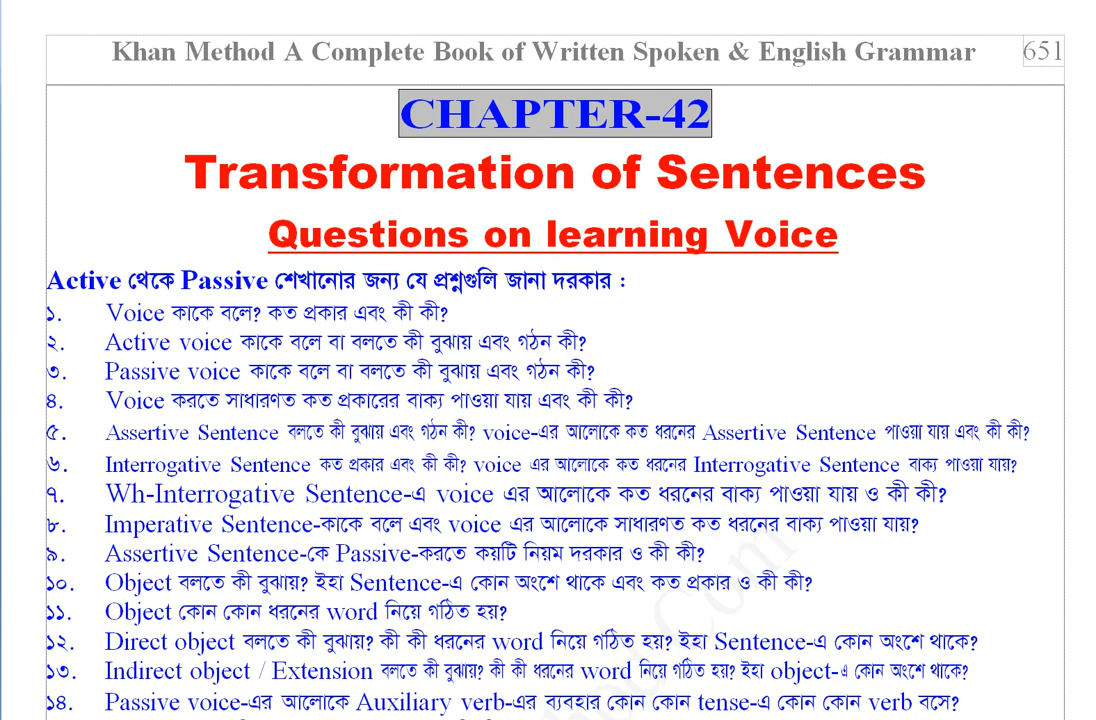 Khan Method A Complete Book of Written Spoken & English Grammar 651
CHAPTER-42
Transformation of Sentences
Questions on learning Voice
Active থেকে Passive শেখানোর জন্য যে প্রশ্নগুলি জানা দরকার :
১. Voice কাকে বলে? কত প্রকার এবং কী কী?
২. Active voice কাকে বলে বা বলতে কী বুঝায় এবং গঠন কী?
৩. Passive voice কাকে বলে বা বলতে কী বুঝায় এবং গঠন কী?
৪. Voice করতে সাধারণত কত প্রকারের বাক্য পাওয়া যায় এবং কী কী?
৫. Assertive Sentence বলতে কী বুঝায় এবং গঠন কী? voice-এর আলোকে কত ধরনের Assertive Sentence পাওয়া যায় এবং কী কী?
৬. Interrogative Sentence কত প্রকার এবং কী কী? voice এর আলোকে কত ধরনের Interrogative Sentence বাক্য পাওয়া যায়?
৭. Wh-Interrogative Sentence-এ voice এর আলোকে কত ধরনের বাক্য পাওয়া যায় ও কী কী?
৮. Imperative Sentence-কাকে বলে এবং voice এর আলোকে সাধারণত কত ধরনের বাক্য পাওয়া যায়?
৯. Assertive Sentence-কে Passive-করতে কয়টি নিয়ম দরকার ও কী কী?
১০. Object বলতে কী বুঝায়? ইহা Sentence-এ কোন অংশে থাকে এবং কত প্রকার ও কী কী?
১১. Object কোন কোন ধরনের word নিয়ে গঠিত হয়?
১২. Direct object বলতে কী বুঝায়? কী কী ধরনের word নিয়ে গঠিত হয়? ইহা Sentence-এ কোন অংশে থাকে?
১৩. Indirect object / Extension বলতে কী বুঝায়? কী কী ধরনের word নিয়ে গঠিত হয়? ইহা object-এ কোন অংশে থাকে?
১৪. Passive voice-এর আলোকে Auxiliary verb-এর ব্যবহার কোন কোন tense-এ কোন কোন verb বসে?